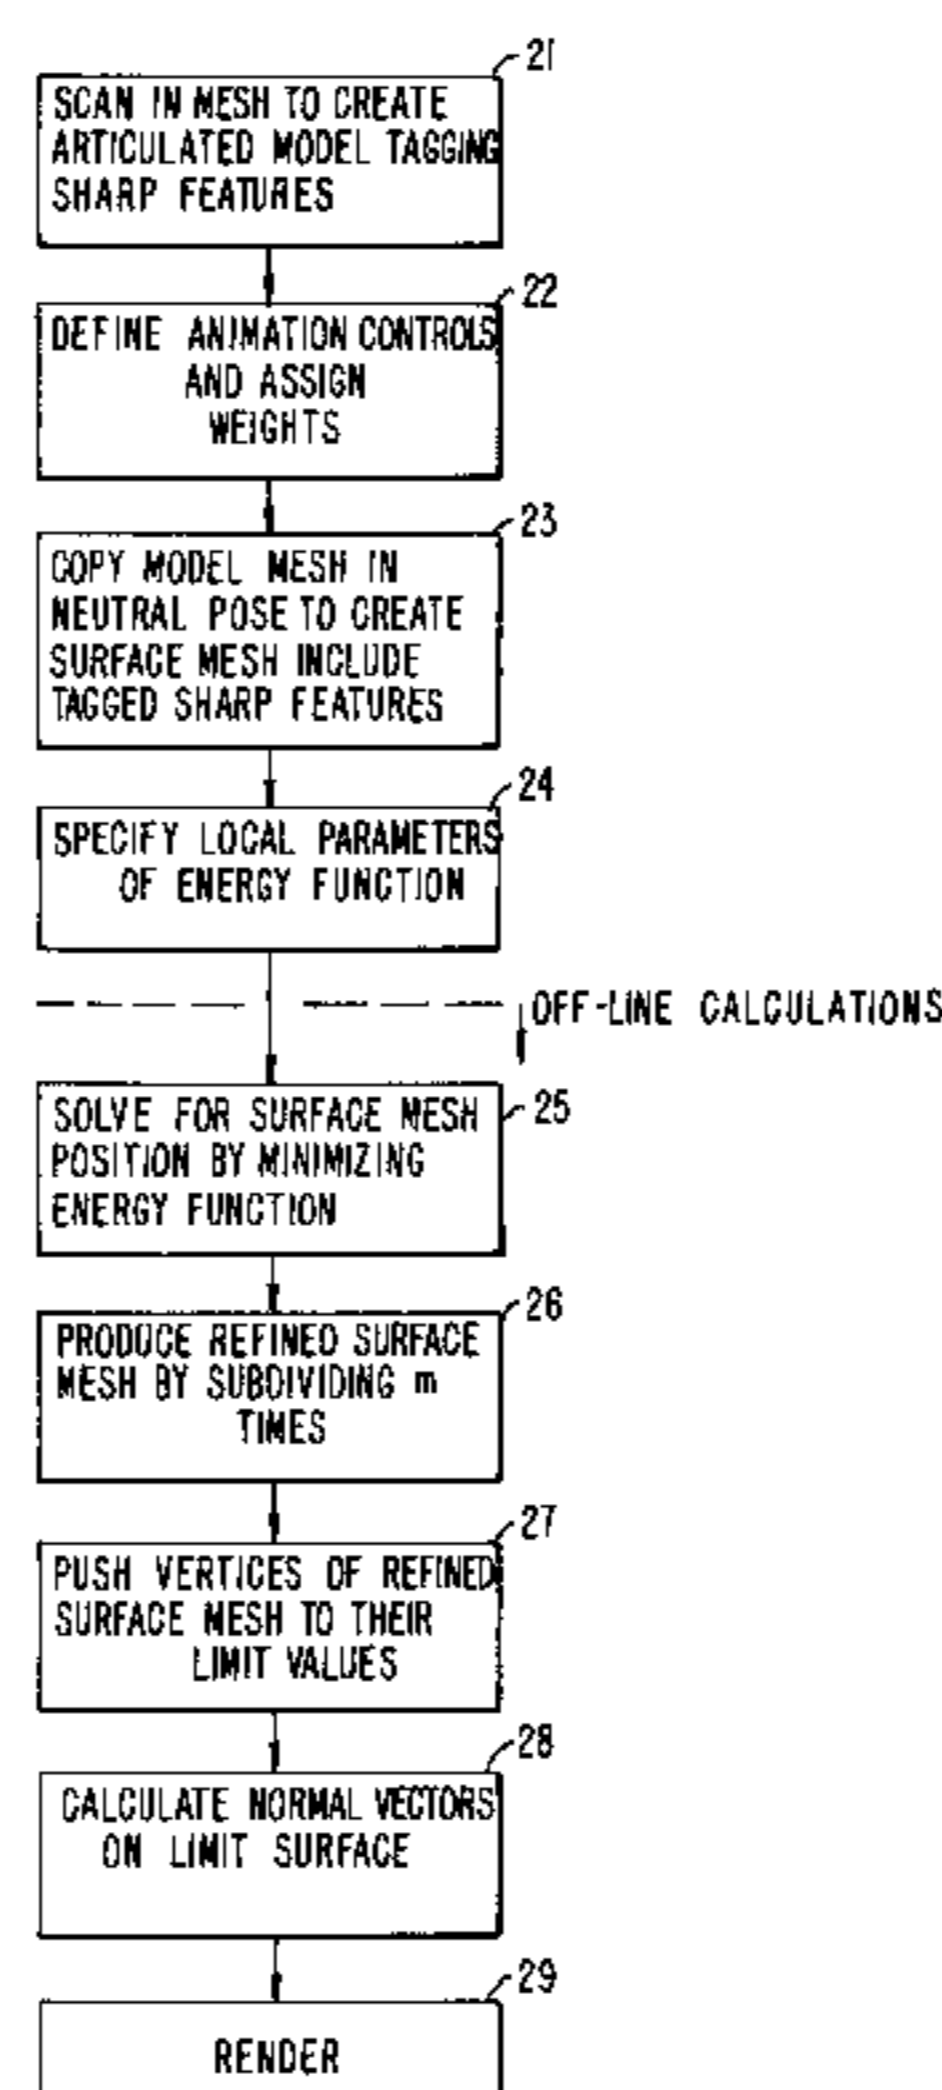 21
SCAN IN MESH TO CREATE
ARTICULATED MODEL TAGGING
SHARP FEATURES
22
DEFINE ANIMATION CONTROLS
AND ASSIGN
WEIGHTS
23
COPY MODEL MESH IN
NEUTRAL POSE TO CREATE
SURFACE MESH INCLUDE
TAGGED SHARP FEATURES
24
SPECIFY LOCAL PARAMETERS
OF ENERGY FUNCTION
OFF-LINE CALCULATIONS
25
SOLVE FOR SURFACE MESH
POSITION BY MINIMIZING
ENERGY FUNCTION
26
PRODUCE REFINED SURFACE
MESH BY SUBDIVIDING m
TIMES
27
PUSH VERTICES OF REFINED
SURFACE MESH TO THEIR
LIMIT VALUES
28
CALCULATE NORMAL VECTORS
ON LIMIT SURFACE
29
RENDER